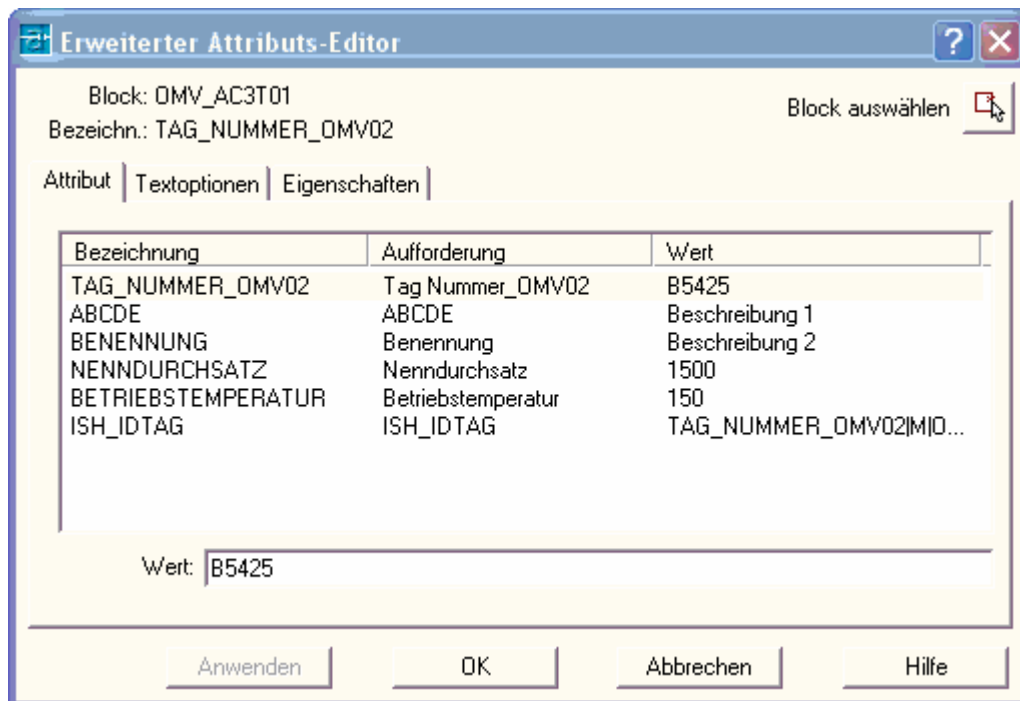 Erweiterter Attributs-Editor
Block: OMV_AC3T01
Block auswählen
Bezeichn.: TAG_NUMMER_OMV02
Attribut Textoptionen Eigenschaften
Bezeichnung Aufforderung Wert
TAG_NUMMER_OMV02 Tag Nummer_OMV02 B5425
ABCDE ABCDE Beschreibung 1
BENENNUNG Benennung Beschreibung 2
NENNDURCHSATZ Nenndurchsatz 1500
BETRIEBSTEMPERATUR Betriebstemperatur 150
ISH_IDTAG ISH_IDTAG TAG_NUMMER_OMV02|M|O...
Wert: B5425
Anwenden OK Abbrechen Hilfe